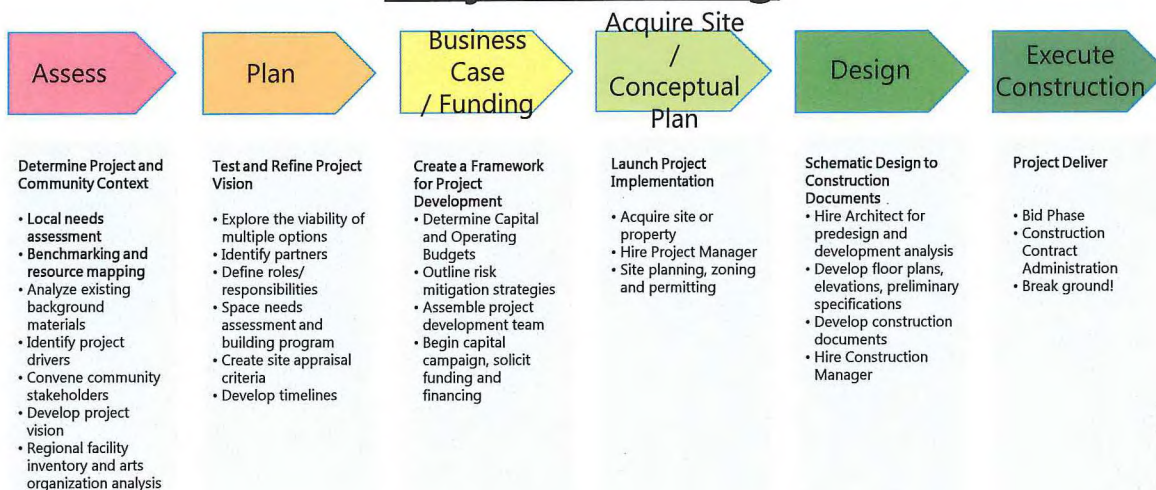 Assess
Plan
Business
Case
/ Funding
Acquire Site
/
Conceptual
Plan
Design
Execute
Construction
Determine Project and
Community Context
• Local needs
assessment
• Benchmarking and
resource mapping
• Analyze existing
background
materials
• Identify project
drivers
• Convene community
stakeholders
• Develop project
vision
• Regional facility
inventory and arts
organization analysis
Test and Refine Project
Vision
• Explore the viability of
multiple options
• Identify partners
• Define roles/
responsibilities
• Space needs
assessment and
building program
• Create site appraisal
criteria
• Develop timelines
Create a Framework
for Project
Development
• Determine Capital
and Operating
Budgets
• Outline risk
mitigation strategies
• Assemble project
development team
• Begin capital
campaign, solicit
funding and
financing
Launch Project
Implementation
• Acquire site or
property
• Hire Project Manager
• Site planning, zoning
and permitting
Schematic Design to
Construction
Documents
• Hire Architect for
predesign and
development analysis
• Develop floor plans,
elevations, preliminary
specifications
• Develop construction
documents
• Hire Construction
Manager
Project Deliver
• Bid Phase
• Construction
Contract
Administration
• Break ground!